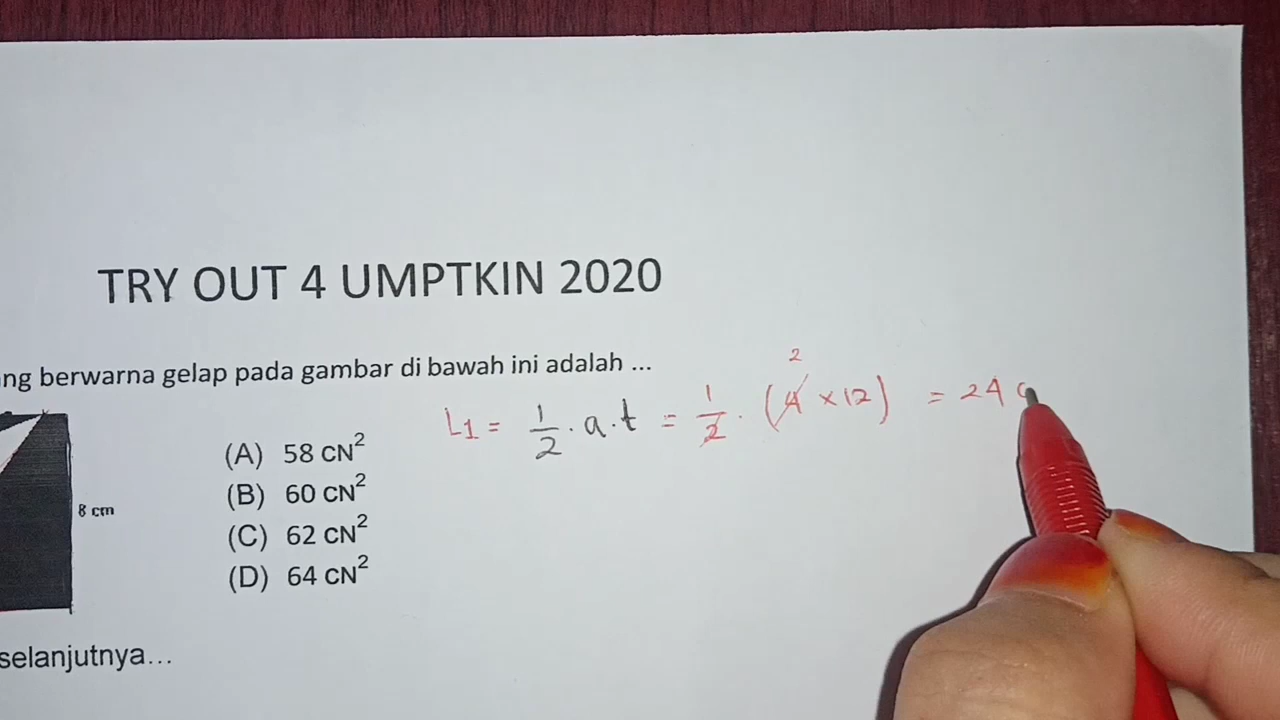 TRY OUT 4 UMPTKIN 2020
ng berwarna gelap pada gambar di bawah ini adalah ...
L1 = 1/2 . a . t = 1/2 . (4 x 12) = 24 c
2
8 cm
(A) 58 CN²
(B) 60 CN²
(C) 62 CN²
(D) 64 CN²
selanjutnya...